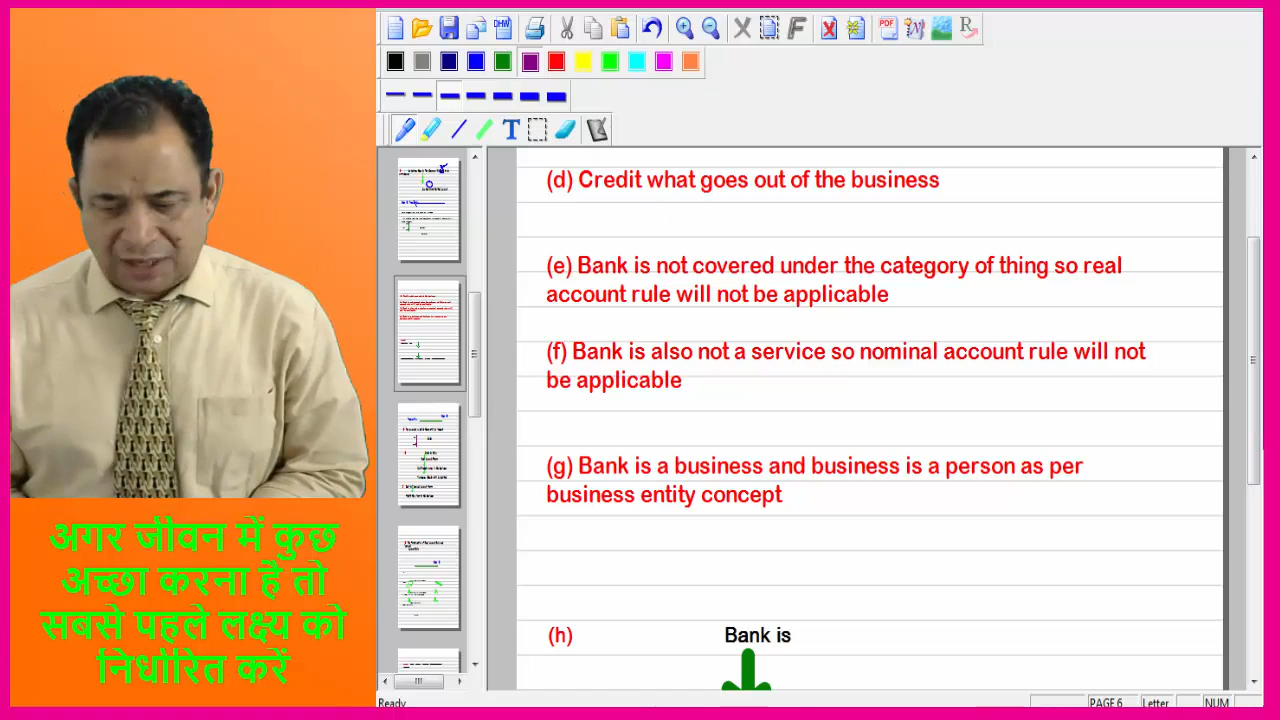 (d) Credit what goes out of the business
(e) Bank is not covered under the category of thing so real
account rule will not be applicable
(f) Bank is also not a service so nominal account rule will not
be applicable
(g) Bank is a business and business is a person as per
business entity concept
(h) Bank is
अगर जीवन में कुछ
अच्छा करना है तो
सबसे पहले लक्ष्य को
निर्धारित करें
Ready
PAGE 6 Letter NUM